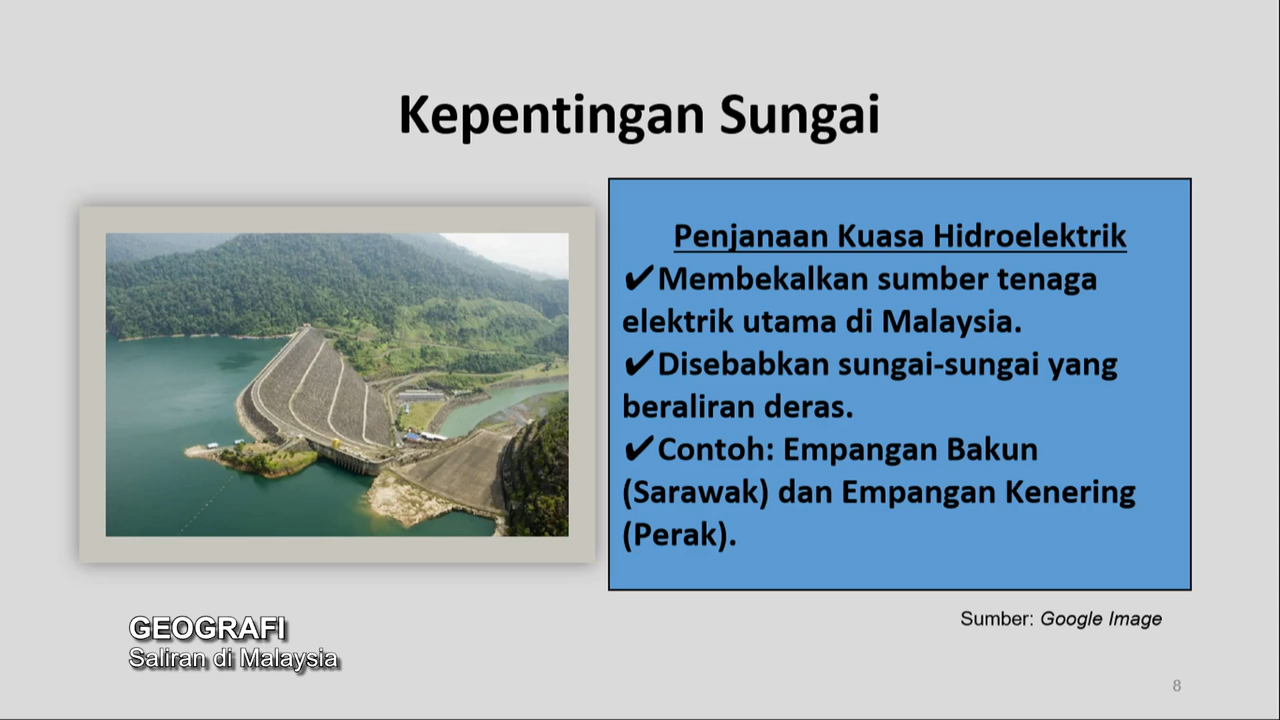 Kepentingan Sungai
Penjanaan Kuasa Hidroelektrik
✔Membekalkan sumber tenaga
elektrik utama di Malaysia.
✔Disebabkan sungai-sungai yang
beraliran deras.
✔Contoh: Empangan Bakun
(Sarawak) dan Empangan Kenering
(Perak).
Sumber: Google Image
GEOGRAFI
Saliran di Malaysia
8